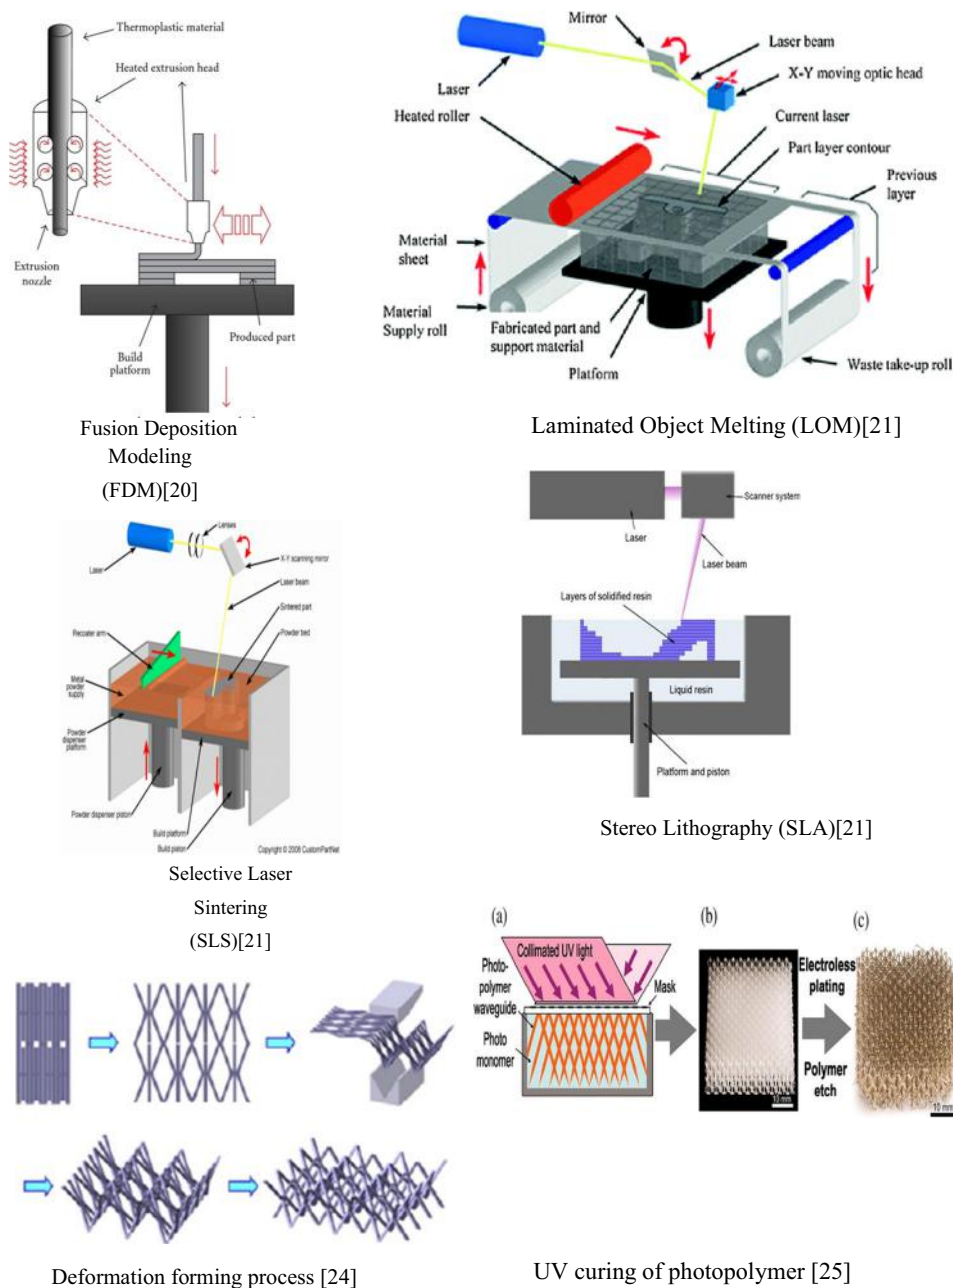 Thermoplastic material
Heated extrusion head
Extrusion
nozzle
Build
platform
Produced part
Fusion Deposition
Modeling
(FDM)[20]
Mirror
Laser beam
X-Y moving optic head
Laser
Heated roller
Current laser
Part layer contour
Previous
layer
Material
sheet
Material
Supply roll
Fabricated part and
support material
Platform
Waste take-up roll
Laminated Object Melting (LOM)[21]
Lenses
Laser
X-Y scanning mirror
Laser beam
Sintered part
Powder bed
Recoater arm
Metal
powder
supply
Powder
dispenser
platform
Powder dispenser piston
Build platform
Build piston
Copyright © 2008 CustomPartNet
Selective Laser
Sintering
(SLS)[21]
Scanner system
Laser
Laser beam
Layers of solidified resin
Liquid resin
Platform and piston
Stereo Lithography (SLA)[21]
Deformation forming process [24]
(a)
Collimated UV light
Photo-
polymer
waveguide
Mask
Photo
monomer
(b)
10 mm
Electroless
plating
Polymer
etch
(c)
10 mm
UV curing of photopolymer [25]